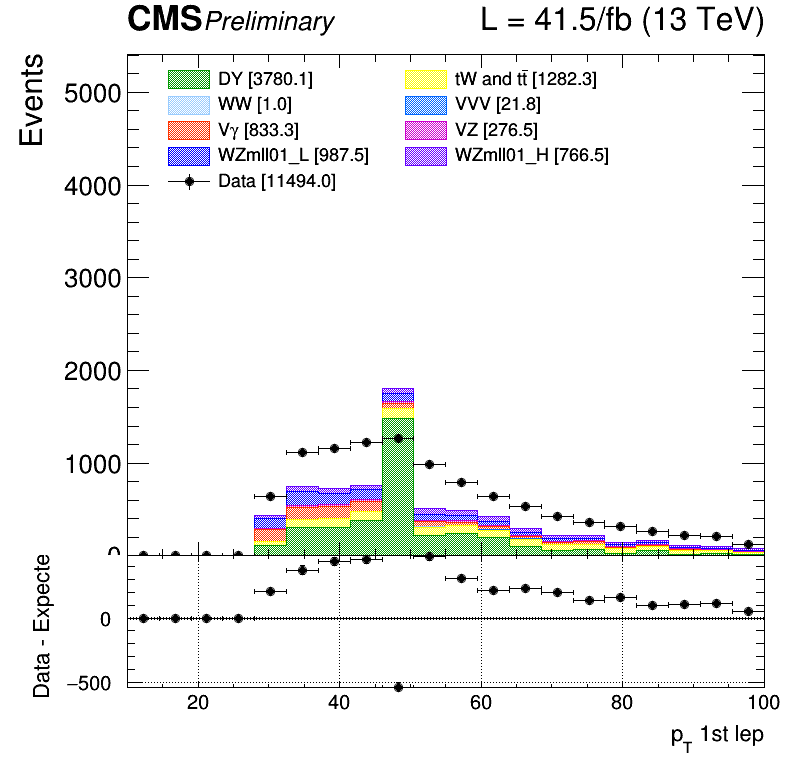 CMS Preliminary L = 41.5/fb (13 TeV)
Events
5000
4000
3000
2000
1000
0
DY [3780.1] tW and tt̄ [1282.3]
WW [1.0] VVV [21.8]
Vγ [833.3] VZ [276.5]
WZmll01_L [987.5] WZmll01_H [766.5]
Data [11494.0]
Data - Expecte
0
−500
20 40 60 80 100
p_T 1st lep